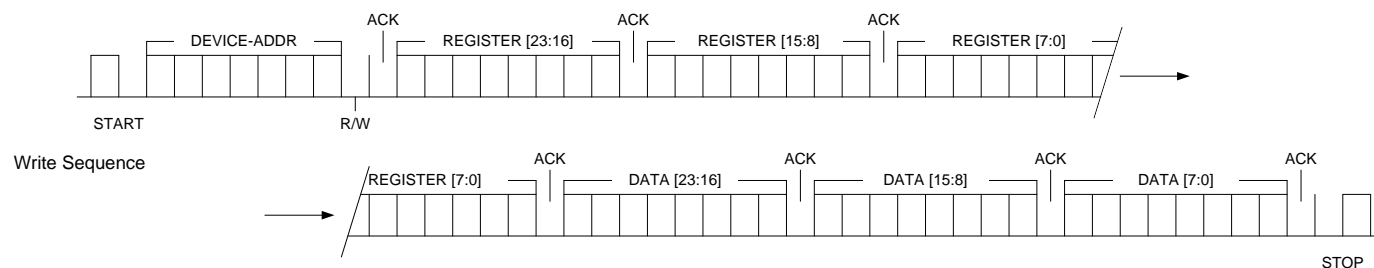 ACK ACK ACK
DEVICE-ADDR REGISTER [23:16] REGISTER [15:8] REGISTER [7:0]
START R/W
Write Sequence
ACK ACK ACK ACK
REGISTER [7:0] DATA [23:16] DATA [15:8] DATA [7:0]
STOP